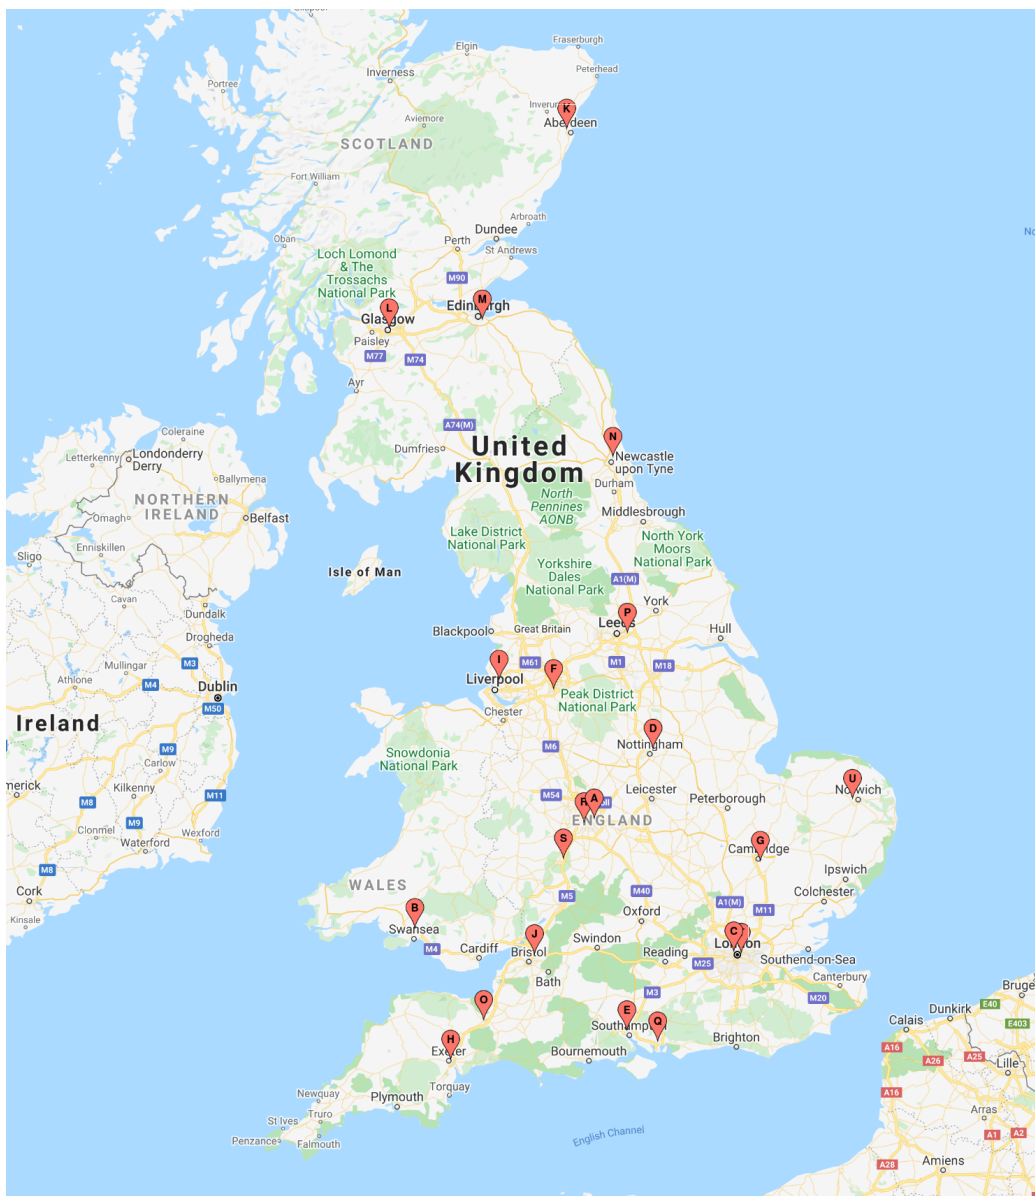 Fraserburgh
Elgin
Peterhead
Inverness
Portree
K
Aviemore
Aberdeen
SCOTLAND
Fort William
Arbroath
Dundee
Oban
Perth
St Andrews
Loch Lomond
& The
Trossachs
National Park
M90
M
L
Edinburgh
Glasgow
Paisley
M77
M74
Ayr
A74(M)
N
Coleraine
United
Kingdom
Dumfries
Letterkenny
Londonderry
Derry
Newcastle
upon Tyne
Ballymena
Durham
NORTHERN
IRELAND
North
Pennines
AONB
Omagh
Belfast
Middlesbrough
Lake District
National Park
North York
Moors
National Park
Enniskillen
Sligo
Isle of Man
Yorkshire
Dales
National Park
A1(M)
Cavan
York
Dundalk
P
Leeds
Blackpool
Great Britain
Hull
Drogheda
M3
Mullingar
I
M61
F
M1
M18
Athlone
M4
Dublin
Liverpool
Peak District
National Park
M50
Chester
Ireland
D
M9
Snowdonia
National Park
M6
Nottingham
Carlow
U
merick
Kilkenny
M11
M54
Leicester
Norwich
M8
R
A
Peterborough
ENGLAND
M9
Clonmel
Wexford
Waterford
S
G
Cambridge
M8
Ipswich
WALES
Cork
M5
M40
Colchester
A1(M)
B
M11
Kinsale
Oxford
Swansea
J
C
Swindon
London
M4
Cardiff
Bristol
Reading
M25
Southend-on-Sea
Bath
Canterbury
Bruge
M3
M20
O
E
Dunkirk
E40
Southampton
Q
Calais
E403
H
Brighton
A16
Exeter
Bournemouth
A26
A25
Lille
Torquay
Newquay
Plymouth
A16
Truro
Arras
St Ives
Penzance
Falmouth
English Channel
A1
A2
A28
Amiens